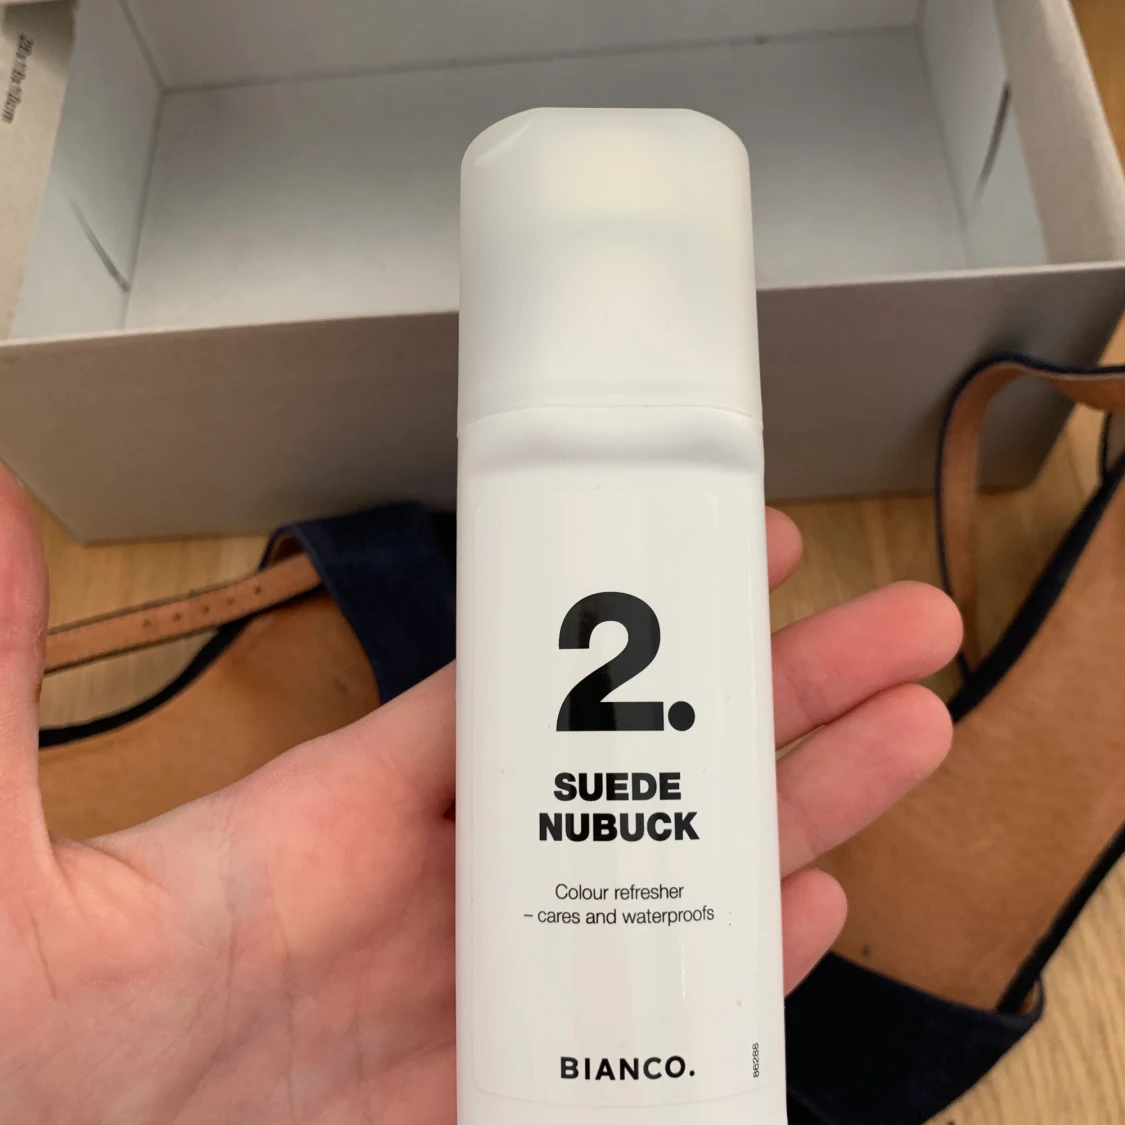 2.
SUEDE
NUBUCK
Colour refresher
– cares and waterproofs
BIANCO.
86288